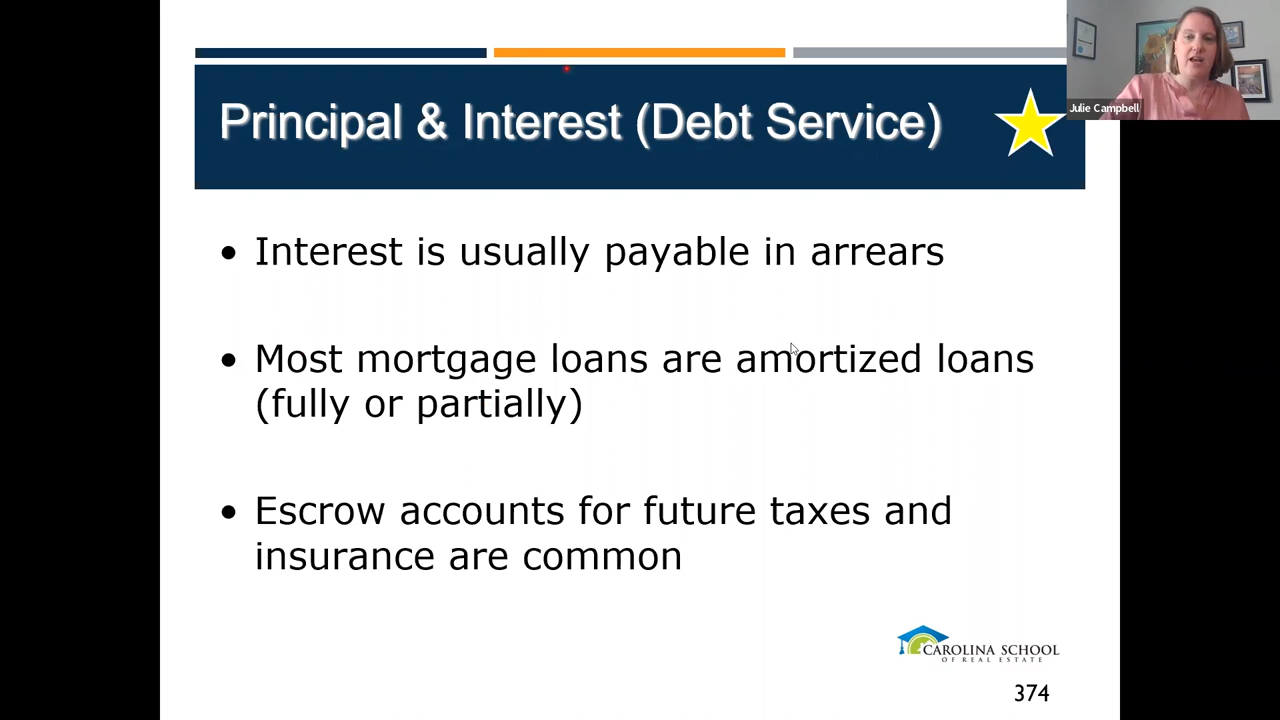 Principal & Interest (Debt Service)
Julie Campbell
• Interest is usually payable in arrears
• Most mortgage loans are amortized loans
(fully or partially)
• Escrow accounts for future taxes and
insurance are common
CAROLINA SCHOOL
OF REAL ESTATE
374